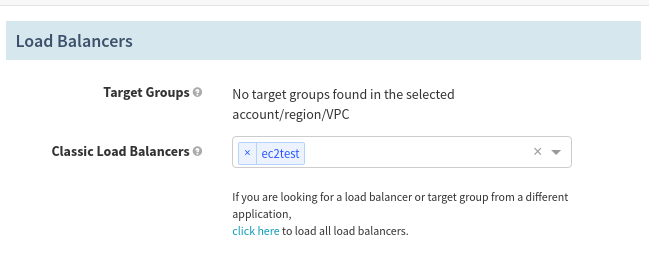 Load Balancers
Target Groups ?
No target groups found in the selected
account/region/VPC
Classic Load Balancers ?
× ec2test ×
If you are looking for a load balancer or target group from a different
application,
click here to load all load balancers.